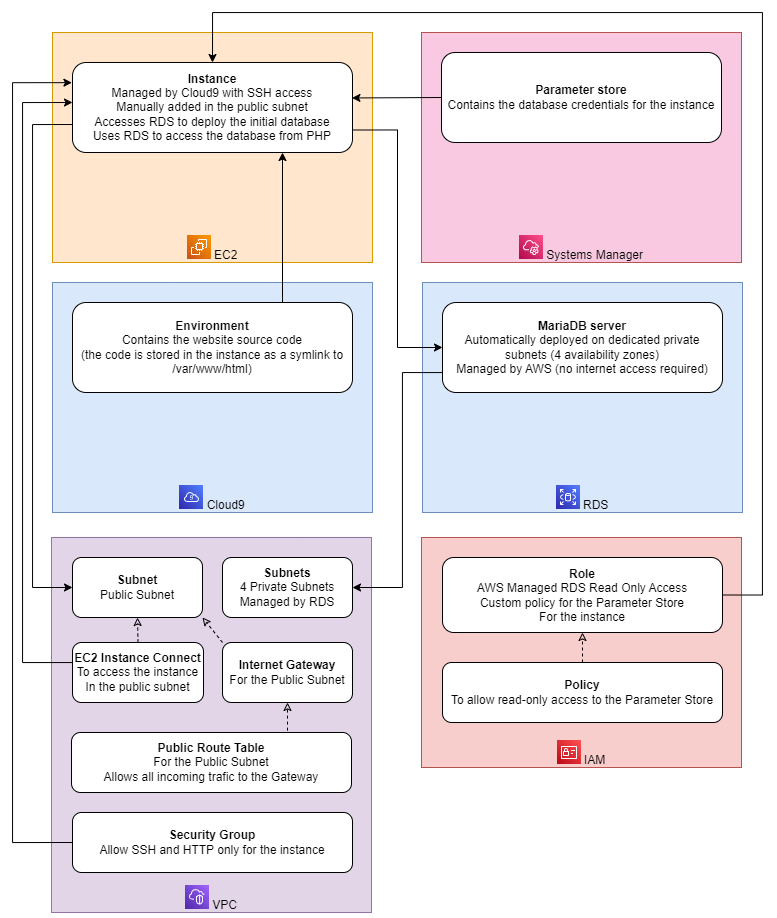 Instance
Managed by Cloud9 with SSH access
Manually added in the public subnet
Accesses RDS to deploy the initial database
Uses RDS to access the database from PHP
EC2
Parameter store
Contains the database credentials for the instance
Systems Manager
Environment
Contains the website source code
(the code is stored in the instance as a symlink to
/var/www/html)
Cloud9
MariaDB server
Automatically deployed on dedicated private
subnets (4 availability zones)
Managed by AWS (no internet access required)
RDS
Subnet
Public Subnet
Subnets
4 Private Subnets
Managed by RDS
EC2 Instance Connect
To access the instance
In the public subnet
Internet Gateway
For the Public Subnet
Public Route Table
For the Public Subnet
Allows all incoming trafic to the Gateway
Security Group
Allow SSH and HTTP only for the instance
VPC
Role
AWS Managed RDS Read Only Access
Custom policy for the Parameter Store
For the instance
Policy
To allow read-only access to the Parameter Store
IAM